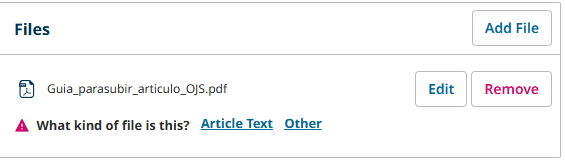 Files
Add File
Guia_parasubir_articulo_OJS.pdf
Edit
Remove
What kind of file is this? Article Text Other